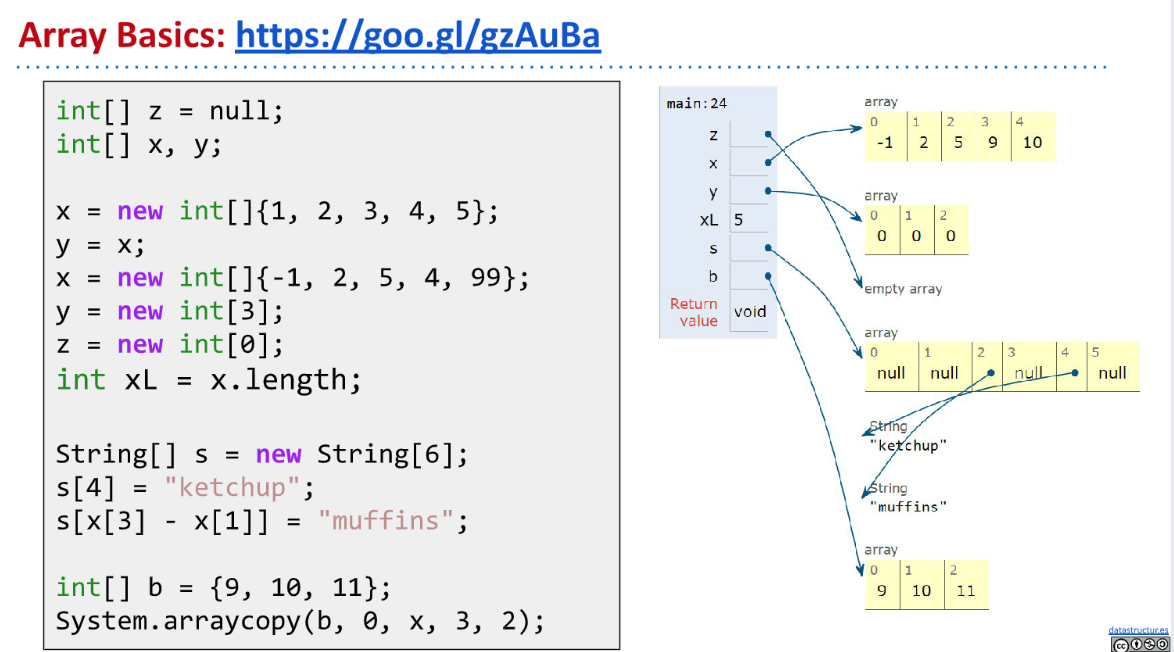 Array Basics: https://goo.gl/gzAuBa
int[] z = null;
int[] x, y;
x = new int[]{1, 2, 3, 4, 5};
y = x;
x = new int[]{-1, 2, 5, 4, 99};
y = new int[3];
z = new int[0];
int xL = x.length;
String[] s = new String[6];
s[4] = "ketchup";
s[x[3] - x[1]] = "muffins";
int[] b = {9, 10, 11};
System.arraycopy(b, 0, x, 3, 2);
main:24
z
x
y
xL 5
s
b
Return
value void
array
0 1 2 3 4
-1 2 5 9 10
array
0 1 2
0 0 0
empty array
array
0 1 2 3 4 5
null null null null
String
"ketchup"
String
"muffins"
array
0 1 2
9 10 11
datastructur.es
cc